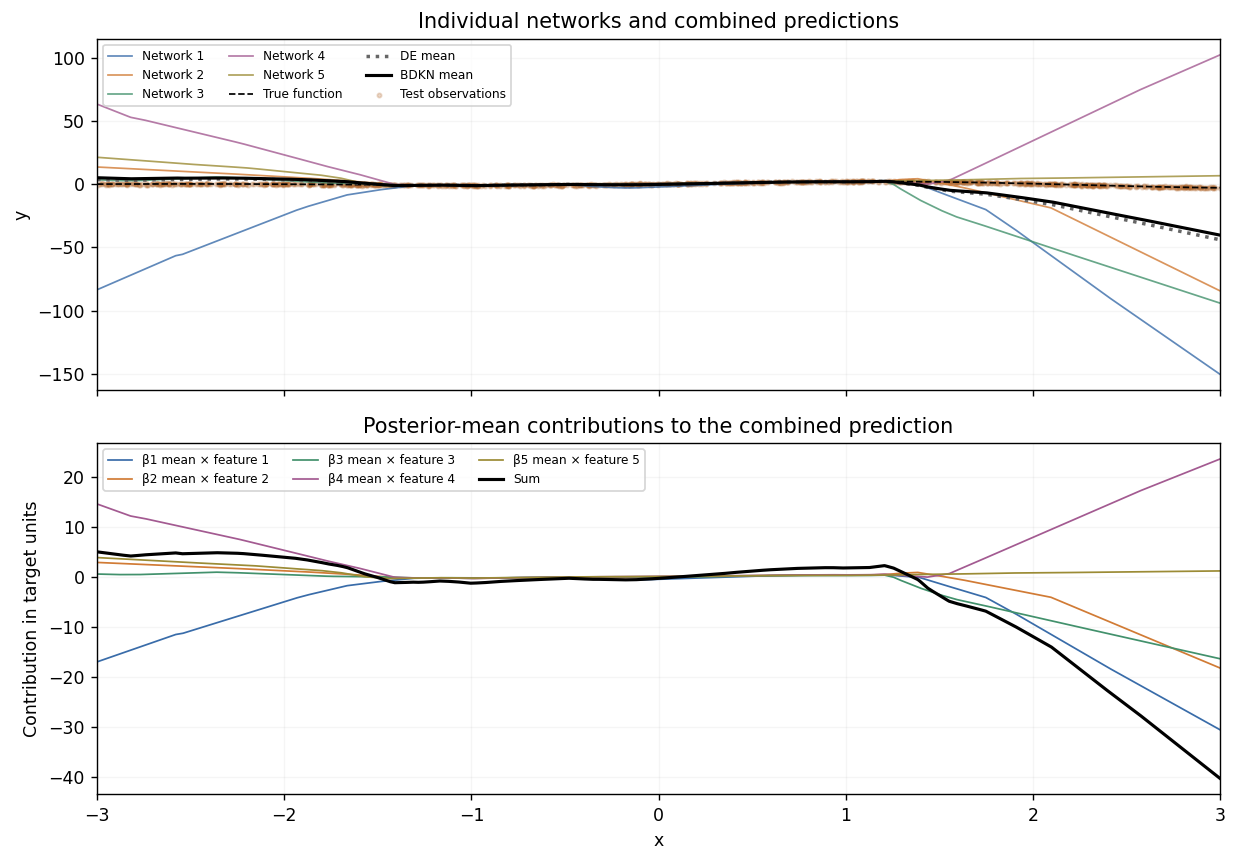 Individual networks and combined predictions
Network 1
Network 2
Network 3
Network 4
Network 5
True function
DE mean
BDKN mean
Test observations
100
50
0
−50
−100
−150
y
Posterior-mean contributions to the combined prediction
β1 mean × feature 1
β2 mean × feature 2
β3 mean × feature 3
β4 mean × feature 4
β5 mean × feature 5
Sum
20
10
0
−10
−20
−30
−40
Contribution in target units
−3 −2 −1 0 1 2 3
x